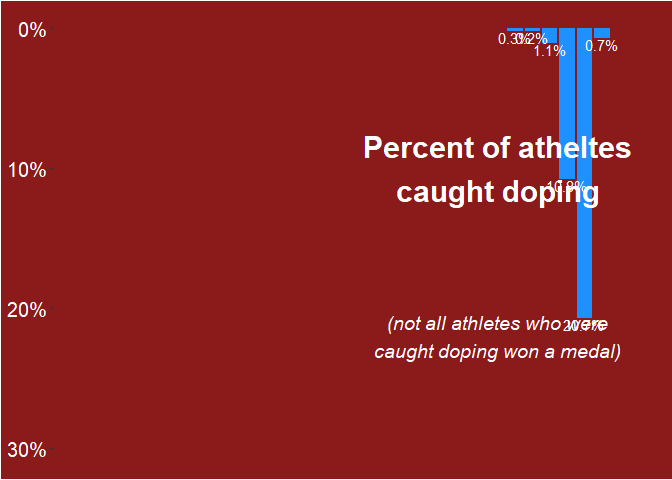 0%
0.3%
0.2%
1.1%
0.7%
Percent of atheltes
10%
10.8%
caught doping
20%
(not all athletes who were
20.7%
caught doping won a medal)
30%